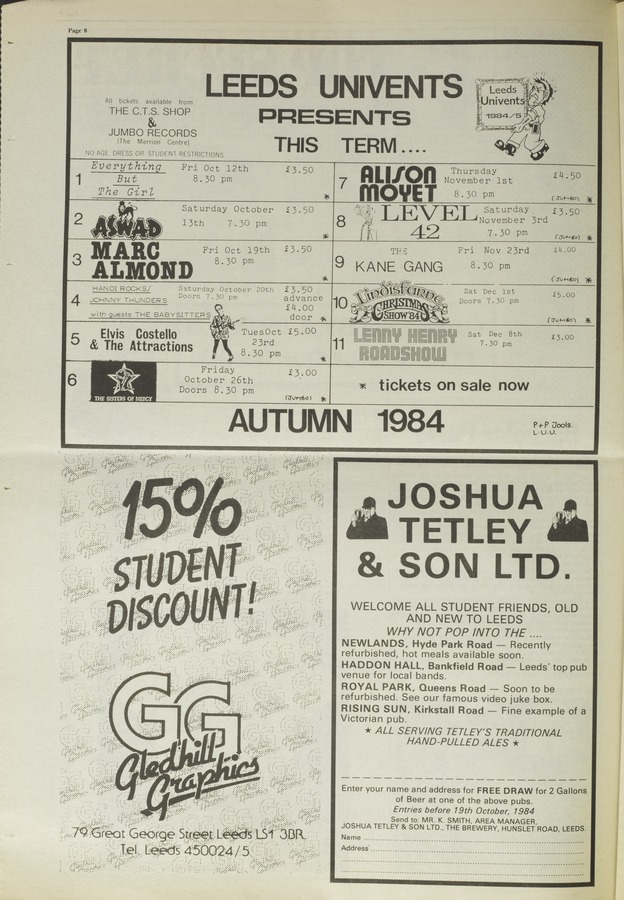 Page 8
LEEDS UNIVENTS
PRESENTS
THIS TERM....
All tickets available from
THE C.T.S. SHOP
&
JUMBO RECORDS
(The Merrion Centre)
NO AGE, DRESS OR STUDENT RESTRICTIONS
Leeds
Univents
1984/5
1 Everything But The Girl Fri Oct 12th £3.50
8.30 pm *
2 ASWAD Saturday October £3.50
13th 7.30 pm *
3 MARC ALMOND Fri Oct 19th £3.50
8.30 pm *
4 HANOI ROCKS/ Saturday October 20th £3.50
JOHNNY THUNDERS Doors 7.30 pm advance
£4.00
with guests THE BABYSITTERS door *
5 Elvis Costello TuesOct £5.00
& The Attractions 23rd
8.30 pm *
6 THE SISTERS OF MERCY Friday £3.00
October 26th
Doors 8.30 pm
(JUMBO) *
7 ALISON MOYET Thursday £4.50
November 1st
8.30 pm (JUMBO) *
8 LEVEL 42 Saturday £3.50
November 3rd
7.30 pm (JUMBO) *
9 THE Fri Nov 23rd £4.00
KANE GANG 8.30 pm
(JUMBO) *
10 Lindisfarne Sat Dec 1st £5.00
CHRISTMAS Doors 7.30 pm
SHOW '84 (JUMBO) *
11 LENNY HENRY Sat Dec 8th £3.00
ROADSHOW 7.30 pm
* tickets on sale now
AUTUMN 1984
P+P Jools.
L.U.U.
15%
STUDENT
DISCOUNT!
GG
Gledhill
Graphics
79 Great George Street Leeds LS1 3BR
Tel. Leeds 450024/5
JOSHUA
TETLEY
& SON LTD.
WELCOME ALL STUDENT FRIENDS, OLD
AND NEW TO LEEDS
WHY NOT POP INTO THE ....
NEWLANDS, Hyde Park Road — Recently
refurbished, hot meals available soon.
HADDON HALL, Bankfield Road — Leeds' top pub
venue for local bands.
ROYAL PARK, Queens Road — Soon to be
refurbished. See our famous video juke box.
RISING SUN, Kirkstall Road — Fine example of a
Victorian pub.
★ ALL SERVING TETLEY'S TRADITIONAL
HAND-PULLED ALES ★
Enter your name and address for FREE DRAW for 2 Gallons
of Beer at one of the above pubs.
Entries before 19th October, 1984
Send to: MR. K. SMITH, AREA MANAGER,
JOSHUA TETLEY & SON LTD., THE BREWERY, HUNSLET ROAD, LEEDS.
Name
Address